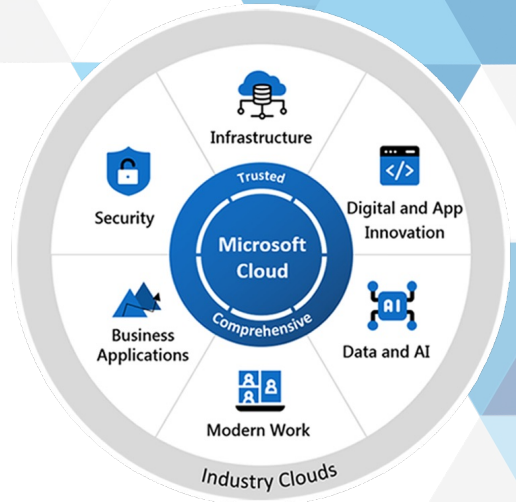 Infrastructure
Trusted
Security
Digital and App
Innovation
</>
Microsoft
Cloud
AI
Comprehensive
Business
Applications
Data and AI
Modern Work
Industry Clouds